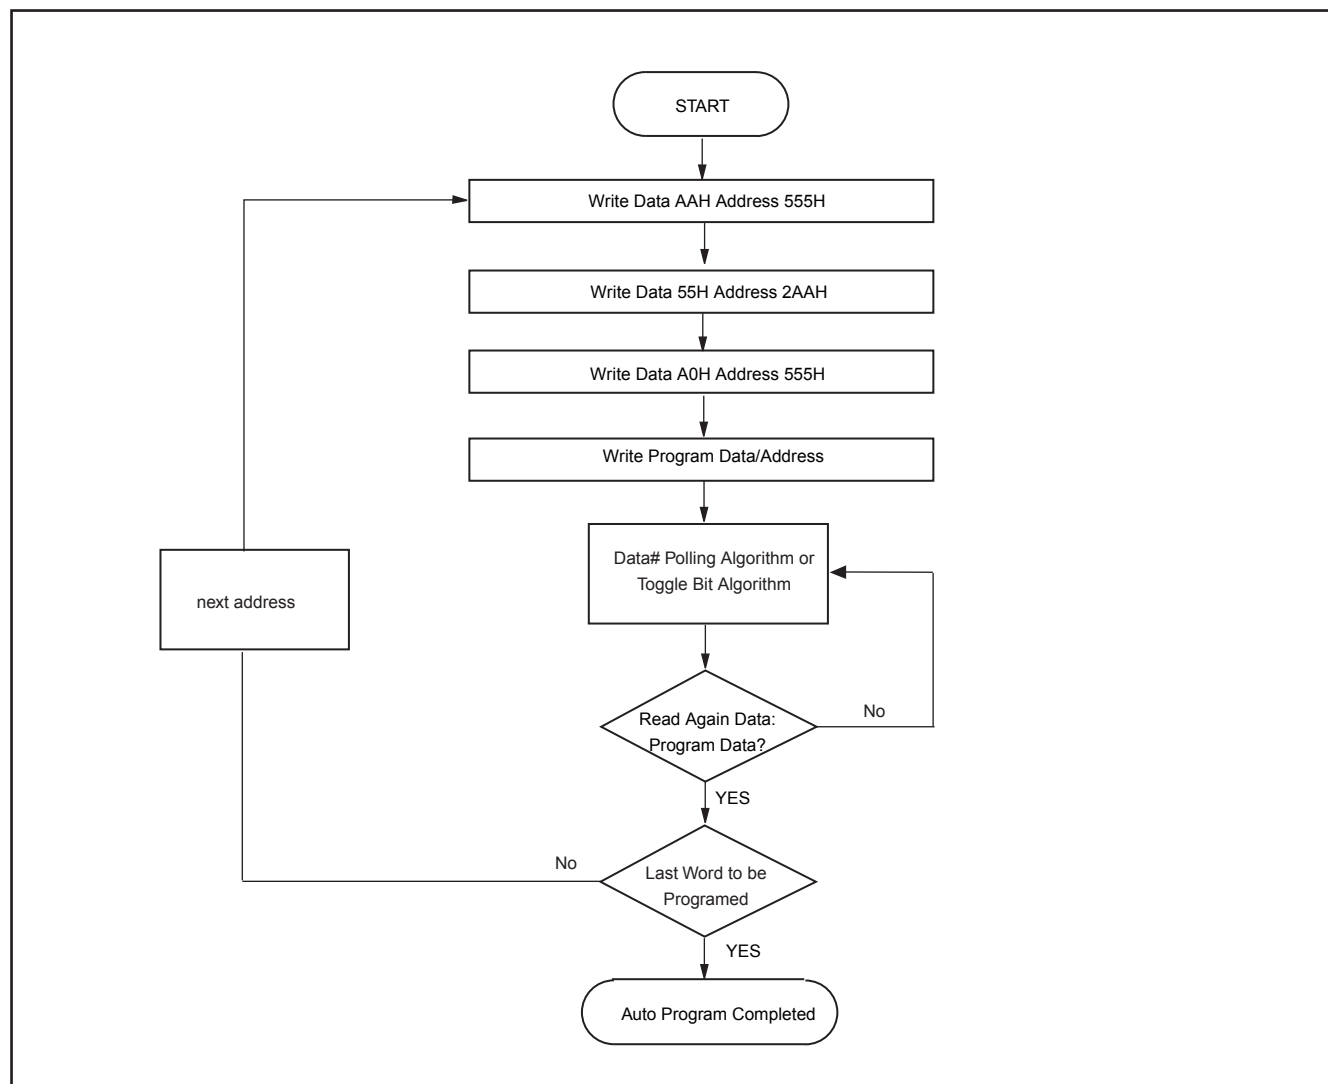 START
Write Data AAH Address 555H
Write Data 55H Address 2AAH
Write Data A0H Address 555H
Write Program Data/Address
Data# Polling Algorithm or
Toggle Bit Algorithm
next address
Read Again Data:
Program Data?
No
YES
No
Last Word to be
Programed
YES
Auto Program Completed